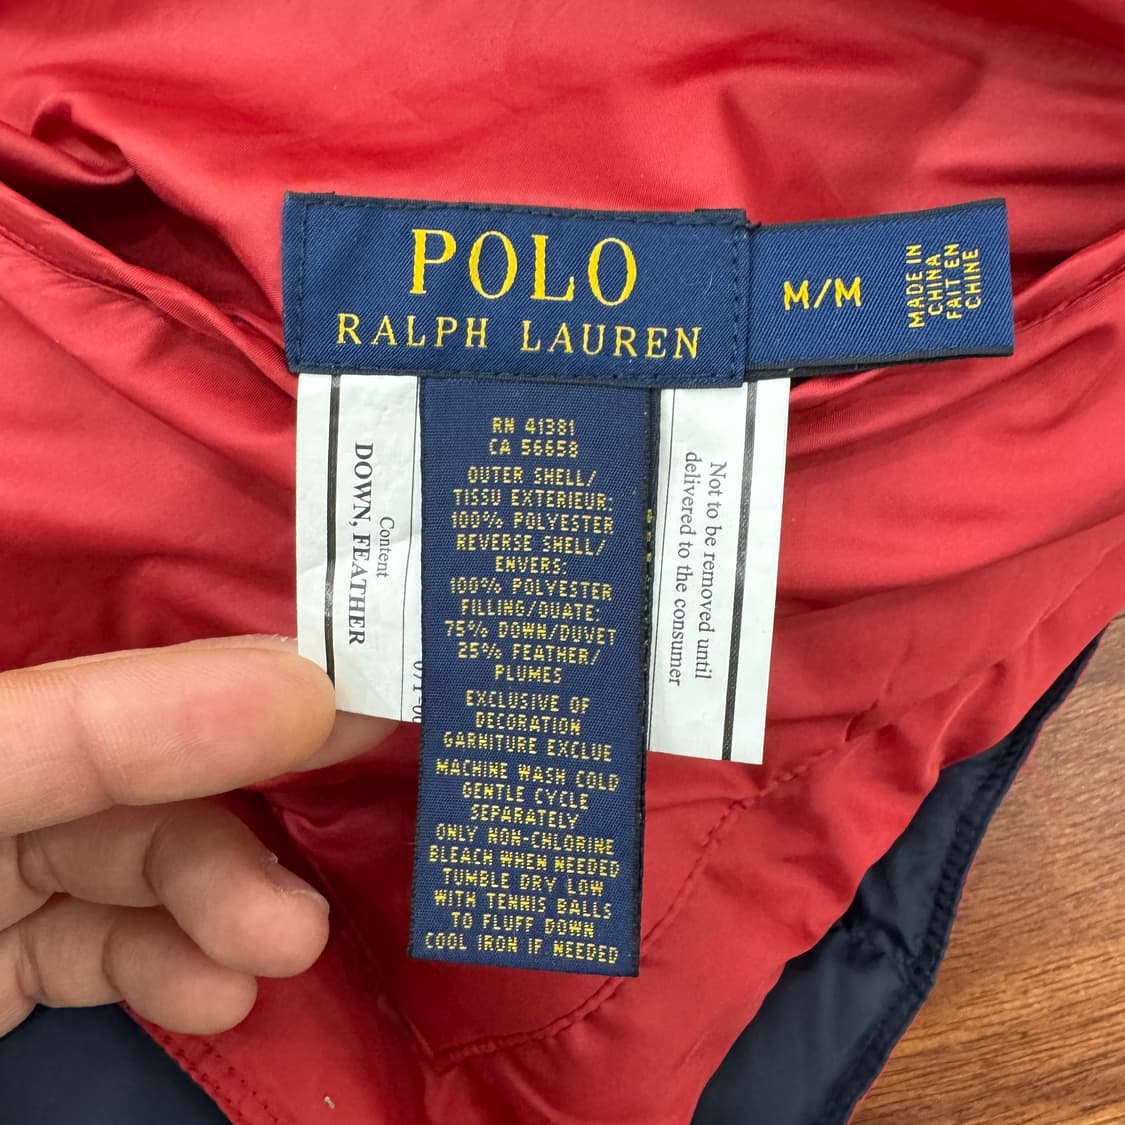 POLO
RALPH LAUREN
M/M
MADE IN
CHINA
FAIT EN
CHINE
Content
DOWN, FEATHER
RN 41381
CA 56658
OUTER SHELL/
TISSU EXTERIEUR:
100% POLYESTER
REVERSE SHELL/
ENVERS:
100% POLYESTER
FILLING/OUATE:
75% DOWN/DUVET
25% FEATHER/
PLUMES
EXCLUSIVE OF
DECORATION
GARNITURE EXCLUE
MACHINE WASH COLD
GENTLE CYCLE
SEPARATELY
ONLY NON-CHLORINE
BLEACH WHEN NEEDED
TUMBLE DRY LOW
WITH TENNIS BALLS
TO FLUFF DOWN
COOL IRON IF NEEDED
Not to be removed until
delivered to the consumer